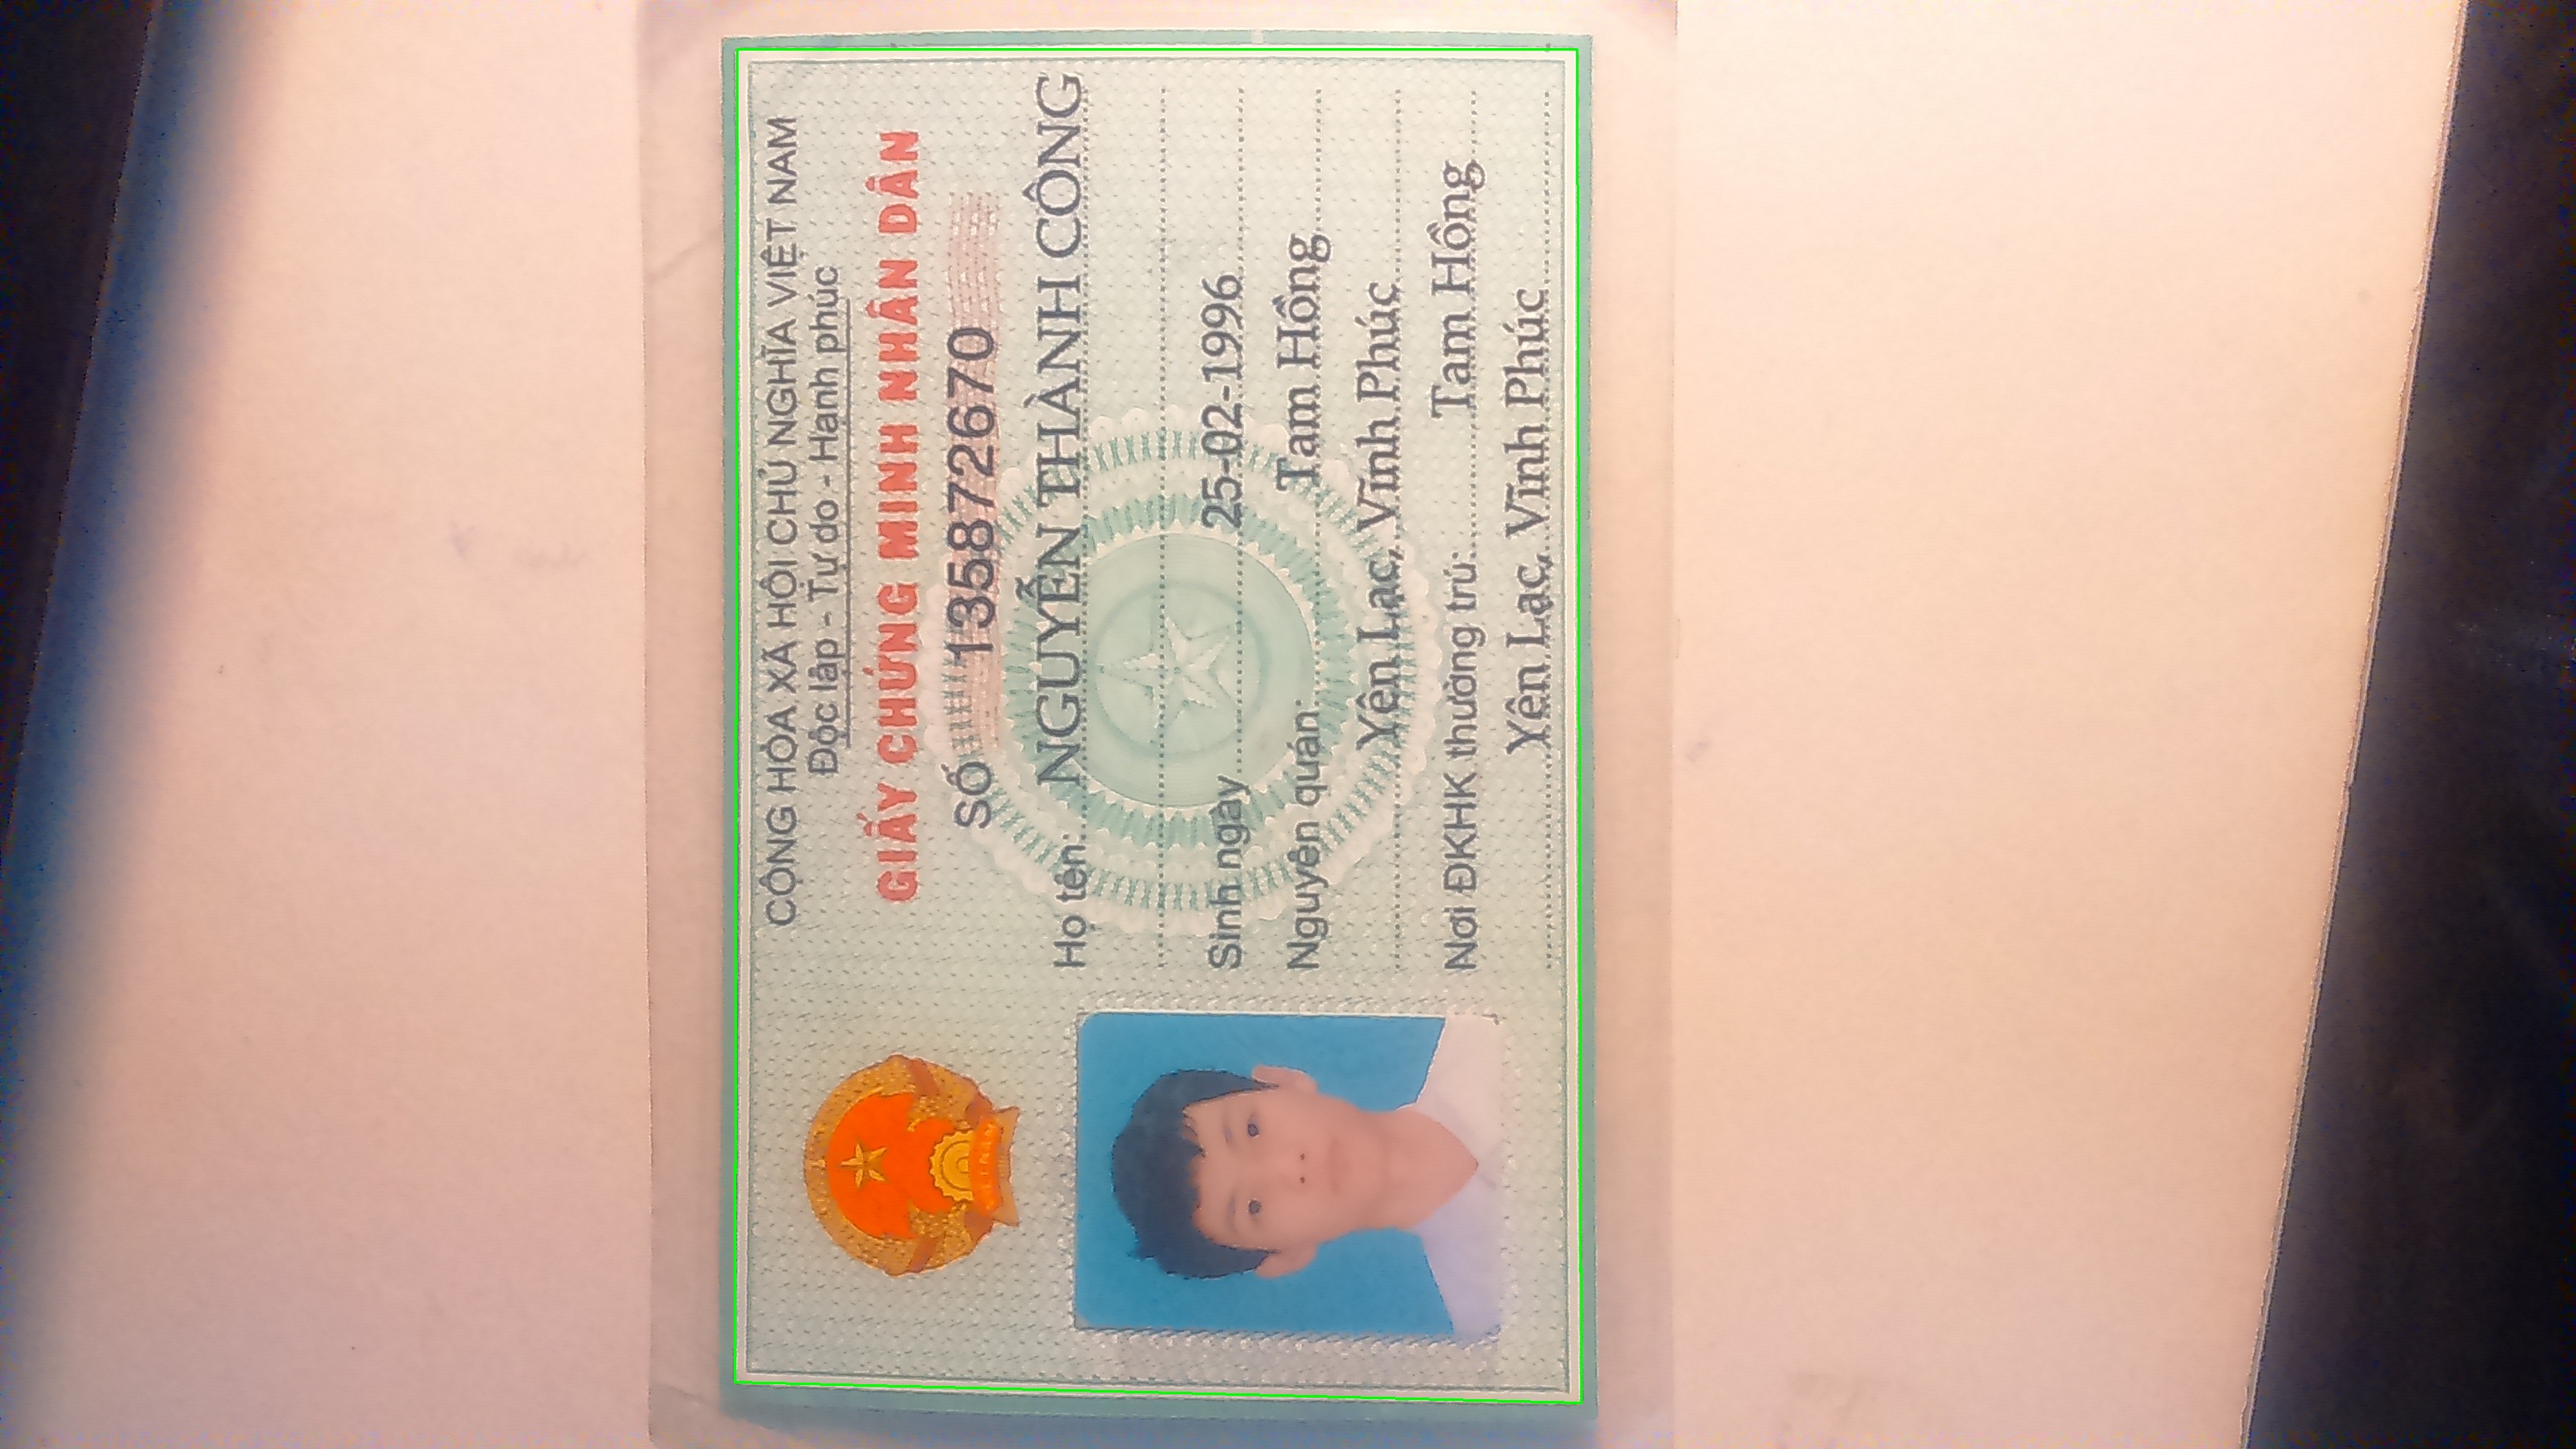 CỘNG HÒA XÃ HỘI CHỦ NGHĨA VIỆT NAM
Độc lập - Tự do - Hạnh phúc
GIẤY CHỨNG MINH NHÂN DÂN
SỐ 135872670
Họ tên: NGUYỄN THÀNH CÔNG
Sinh ngày 25-02-1996
Nguyên quán: Tam Hồng
Yên Lạc, Vĩnh Phúc
Nơi ĐKHK thường trú: Tam Hồng
Yên Lạc, Vĩnh Phúc